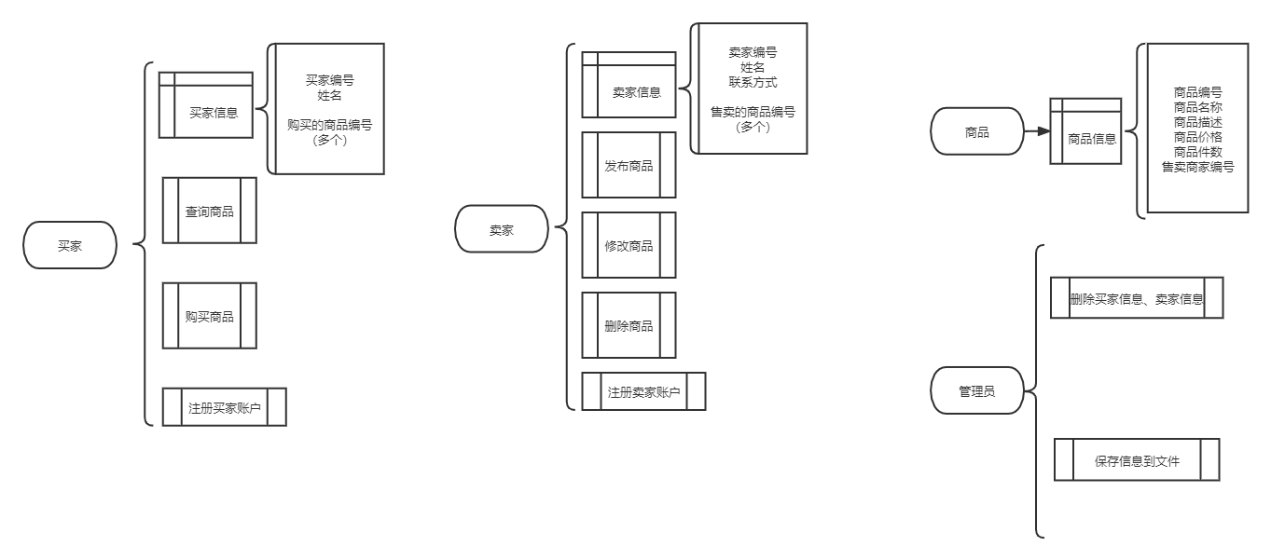 买家
买家信息
买家编号
姓名
购买的商品编号
（多个）
查询商品
购买商品
注册买家账户
卖家
卖家信息
卖家编号
姓名
联系方式
售卖的商品编号
（多个）
发布商品
修改商品
删除商品
注册卖家账户
商品
商品信息
商品编号
商品名称
商品描述
商品价格
商品件数
售卖商家编号
管理员
删除买家信息、卖家信息
保存信息到文件